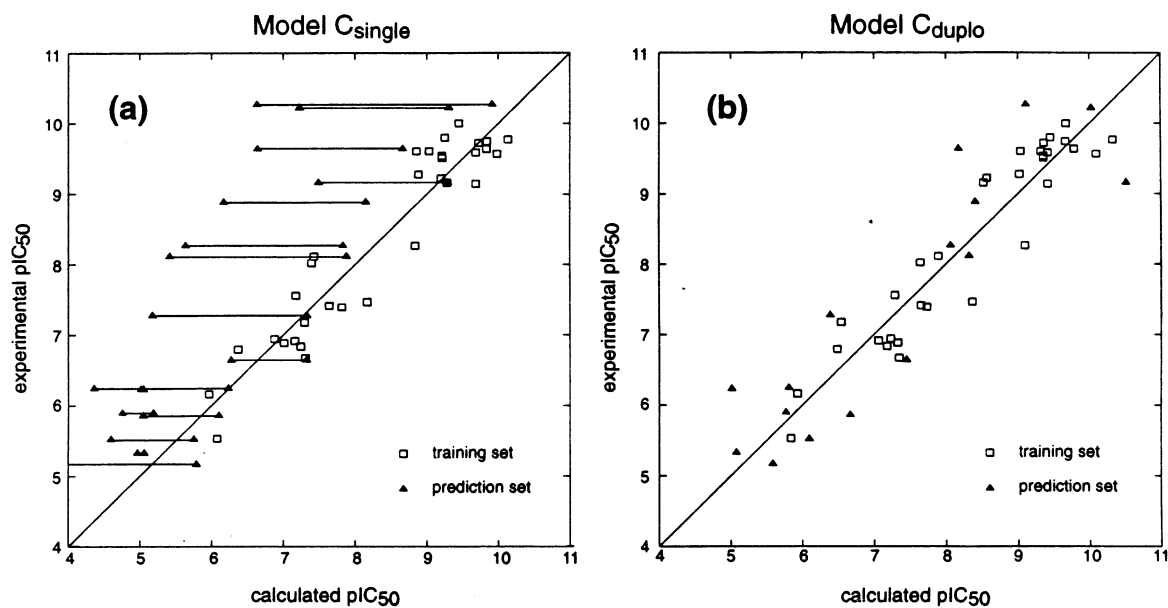 Model Csingle
(a)
experimental pIC50
11
10
9
8
7
6
5
4
4 5 6 7 8 9 10 11
calculated pIC50
training set
prediction set
Model Cduplo
(b)
experimental pIC50
11
10
9
8
7
6
5
4
4 5 6 7 8 9 10 11
calculated pIC50
training set
prediction set